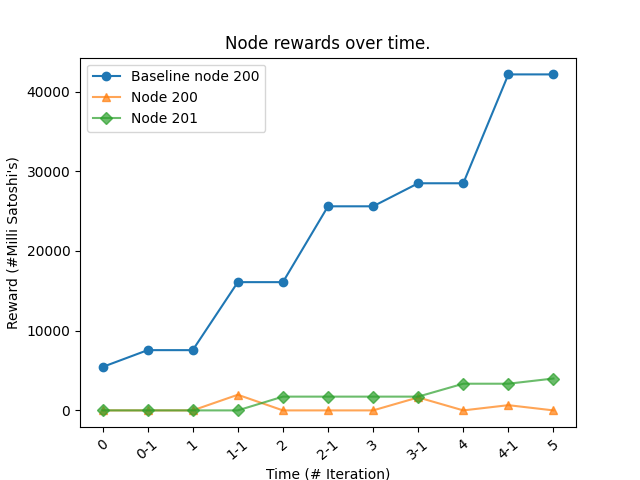 Node rewards over time.
Baseline node 200
Node 200
Node 201
Reward (#Milli Satoshi's)
40000
30000
20000
10000
0
0
0-1
1
1-1
2
2-1
3
3-1
4
4-1
5
Time (# Iteration)